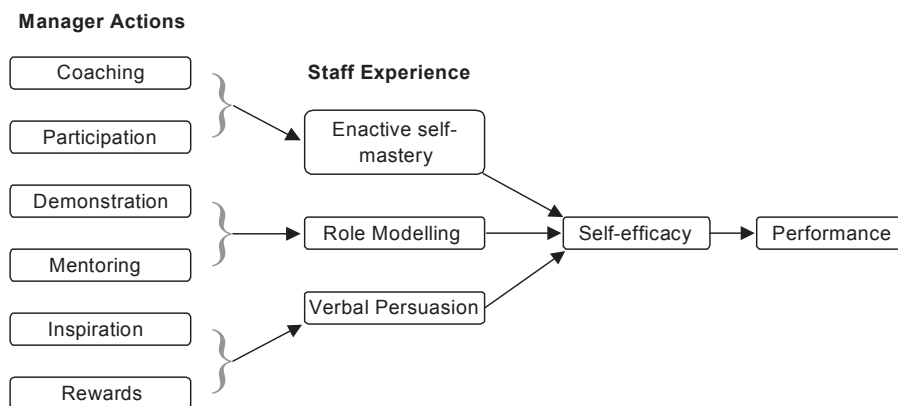 Manager Actions
Coaching
Participation
Demonstration
Mentoring
Inspiration
Rewards
Staff Experience
Enactive self-
mastery
Role Modelling
Verbal Persuasion
Self-efficacy
Performance